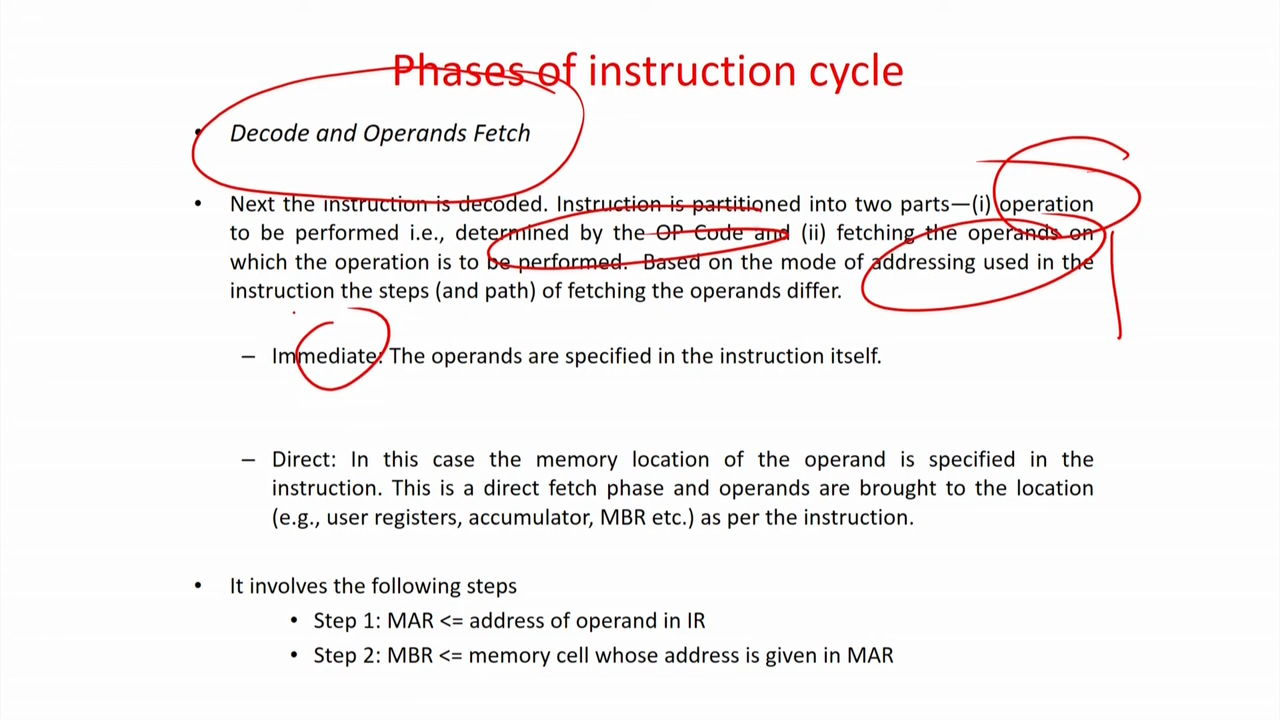 Phases of instruction cycle
• Decode and Operands Fetch
• Next the instruction is decoded. Instruction is partitioned into two parts—(i) operation
to be performed i.e., determined by the OP Code and (ii) fetching the operands on
which the operation is to be performed. Based on the mode of addressing used in the
instruction the steps (and path) of fetching the operands differ.
– Immediate: The operands are specified in the instruction itself.
– Direct: In this case the memory location of the operand is specified in the
instruction. This is a direct fetch phase and operands are brought to the location
(e.g., user registers, accumulator, MBR etc.) as per the instruction.
• It involves the following steps
• Step 1: MAR <= address of operand in IR
• Step 2: MBR <= memory cell whose address is given in MAR